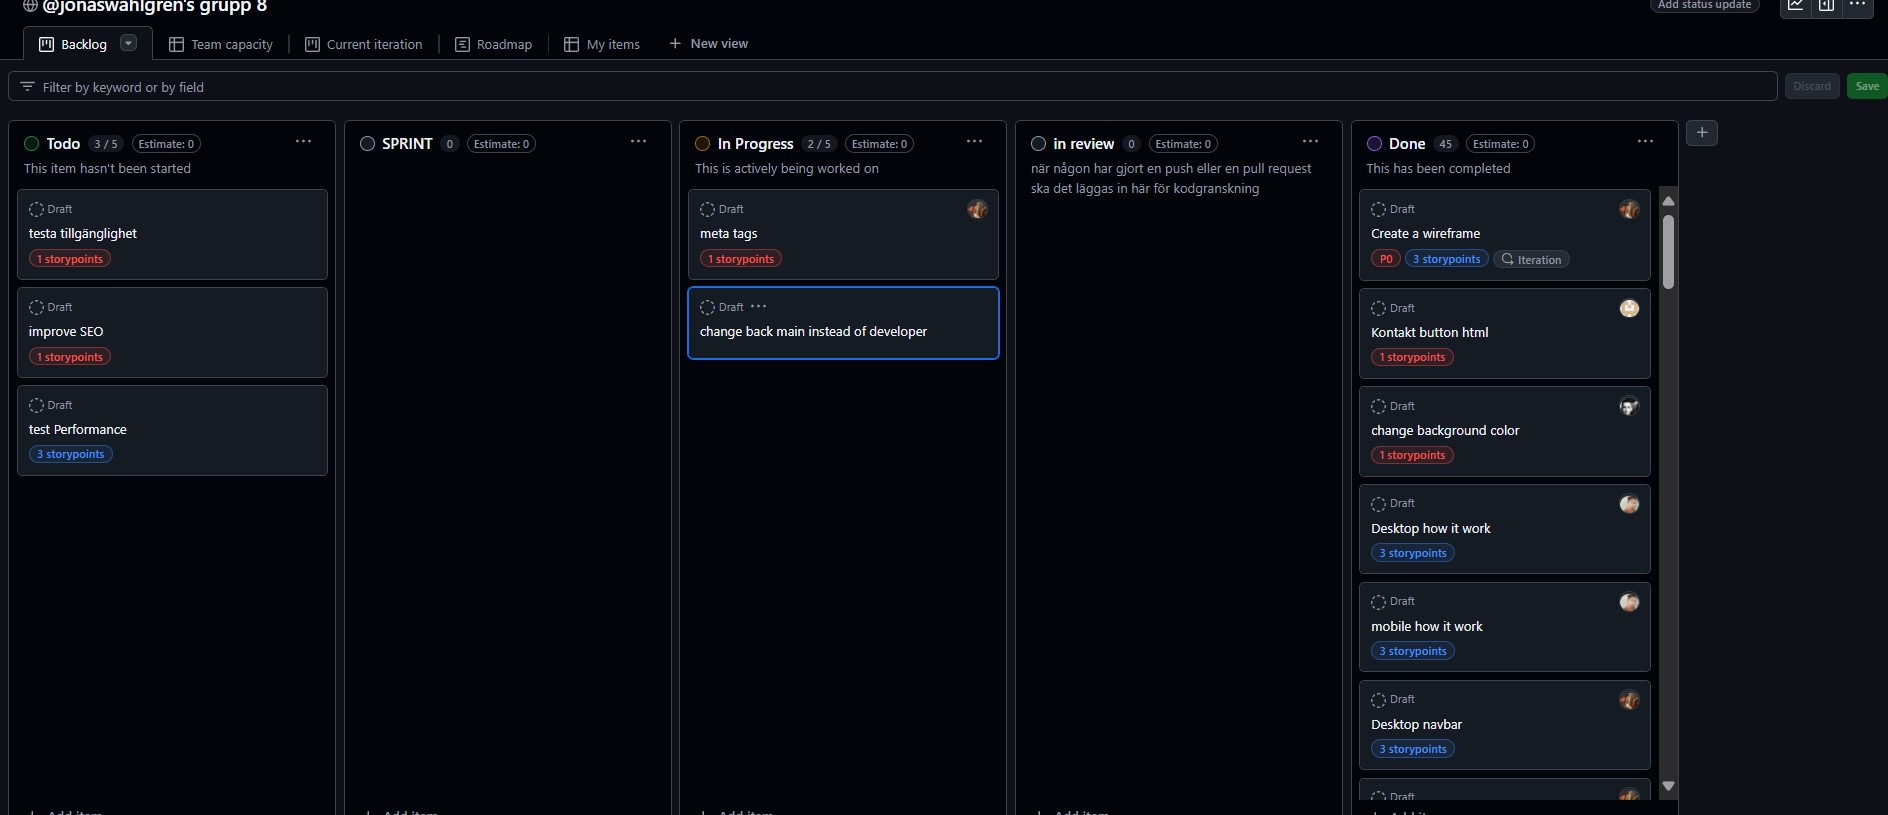 @jonaswahlgren's grupp 8
Add status update
Backlog
Team capacity
Current iteration
Roadmap
My items
New view
Filter by keyword or by field
Discard
Save
Todo 3 / 5 Estimate: 0
This item hasn't been started
Draft
testa tillgänglighet
1 storypoints
Draft
improve SEO
1 storypoints
Draft
test Performance
3 storypoints
Add item
SPRINT 0 Estimate: 0
Add item
In Progress 2 / 5 Estimate: 0
This is actively being worked on
Draft
meta tags
1 storypoints
Draft
change back main instead of developer
Add item
in review 0 Estimate: 0
när någon har gjort en push eller en pull request
ska det läggas in här för kodgranskning
Add item
Done 45 Estimate: 0
This has been completed
Draft
Create a wireframe
P0 3 storypoints Iteration
Draft
Kontakt button html
1 storypoints
Draft
change background color
1 storypoints
Draft
Desktop how it work
3 storypoints
Draft
mobile how it work
3 storypoints
Draft
Desktop navbar
3 storypoints
Draft